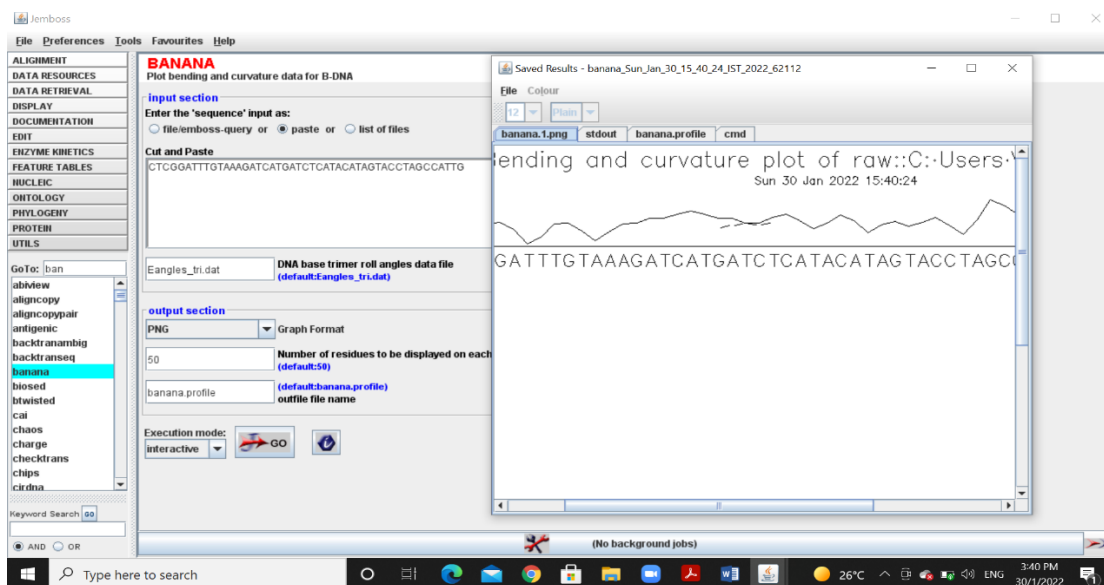 Jemboss
File Preferences Tools Favourites Help
ALIGNMENT
DATA RESOURCES
DATA RETRIEVAL
DISPLAY
DOCUMENTATION
EDIT
ENZYME KINETICS
FEATURE TABLES
NUCLEIC
ONTOLOGY
PHYLOGENY
PROTEIN
UTILS
GoTo: ban
abiview
aligncopy
aligncopypair
antigenic
backtranambig
backtranseq
banana
biosed
btwisted
cai
chaos
charge
checktrans
chips
cirdna
Keyword Search GO
AND OR
BANANA
Plot bending and curvature data for B-DNA
input section
Enter the 'sequence' input as:
file/emboss-query or paste or list of files
Cut and Paste
CTCGGATTTGTAAAGATCATGATCTCATACATAGTACCTAGCCATTG
Eangles_tri.dat
DNA base trimer roll angles data file
(default:Eangles_tri.dat)
output section
PNG Graph Format
50
Number of residues to be displayed on each
(default:50)
banana.profile
(default:banana.profile)
outfile file name
Execution mode:
interactive GO
Saved Results - banana_Sun_Jan_30_15_40_24_IST_2022_62112
File Colour
12 Plain
banana.1.png stdout banana.profile cmd
ending and curvature plot of raw::C:·Users·
Sun 30 Jan 2022 15:40:24
GATTTGTAAAGATCATGATCTCATACATAGTACCTAGC
(No background jobs)
Type here to search
26°C ENG
3:40 PM
30/1/2022